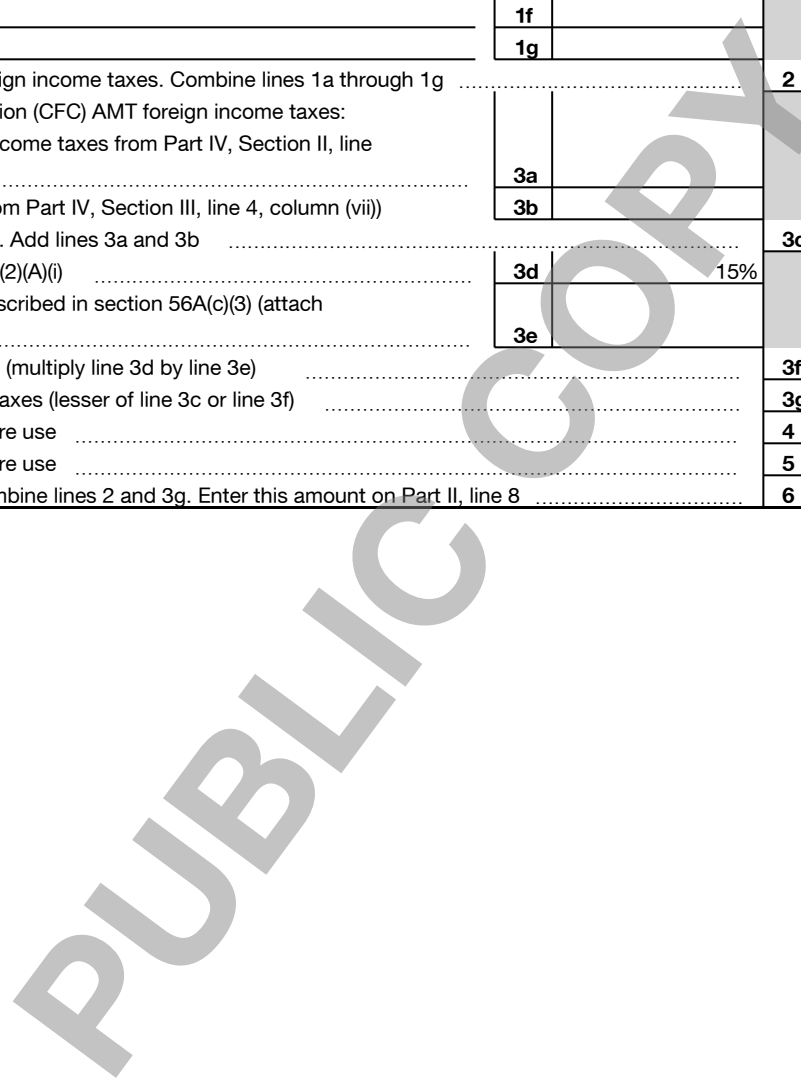 1f
1g
ign income taxes. Combine lines 1a through 1g 2
ion (CFC) AMT foreign income taxes:
come taxes from Part IV, Section II, line
3a
om Part IV, Section III, line 4, column (vii)) 3b
. Add lines 3a and 3b 3c
(2)(A)(i) 3d 15%
scribed in section 56A(c)(3) (attach
3e
(multiply line 3d by line 3e) 3f
axes (lesser of line 3c or line 3f) 3g
re use 4
re use 5
mbine lines 2 and 3g. Enter this amount on Part II, line 8 6
PUBLIC COPY